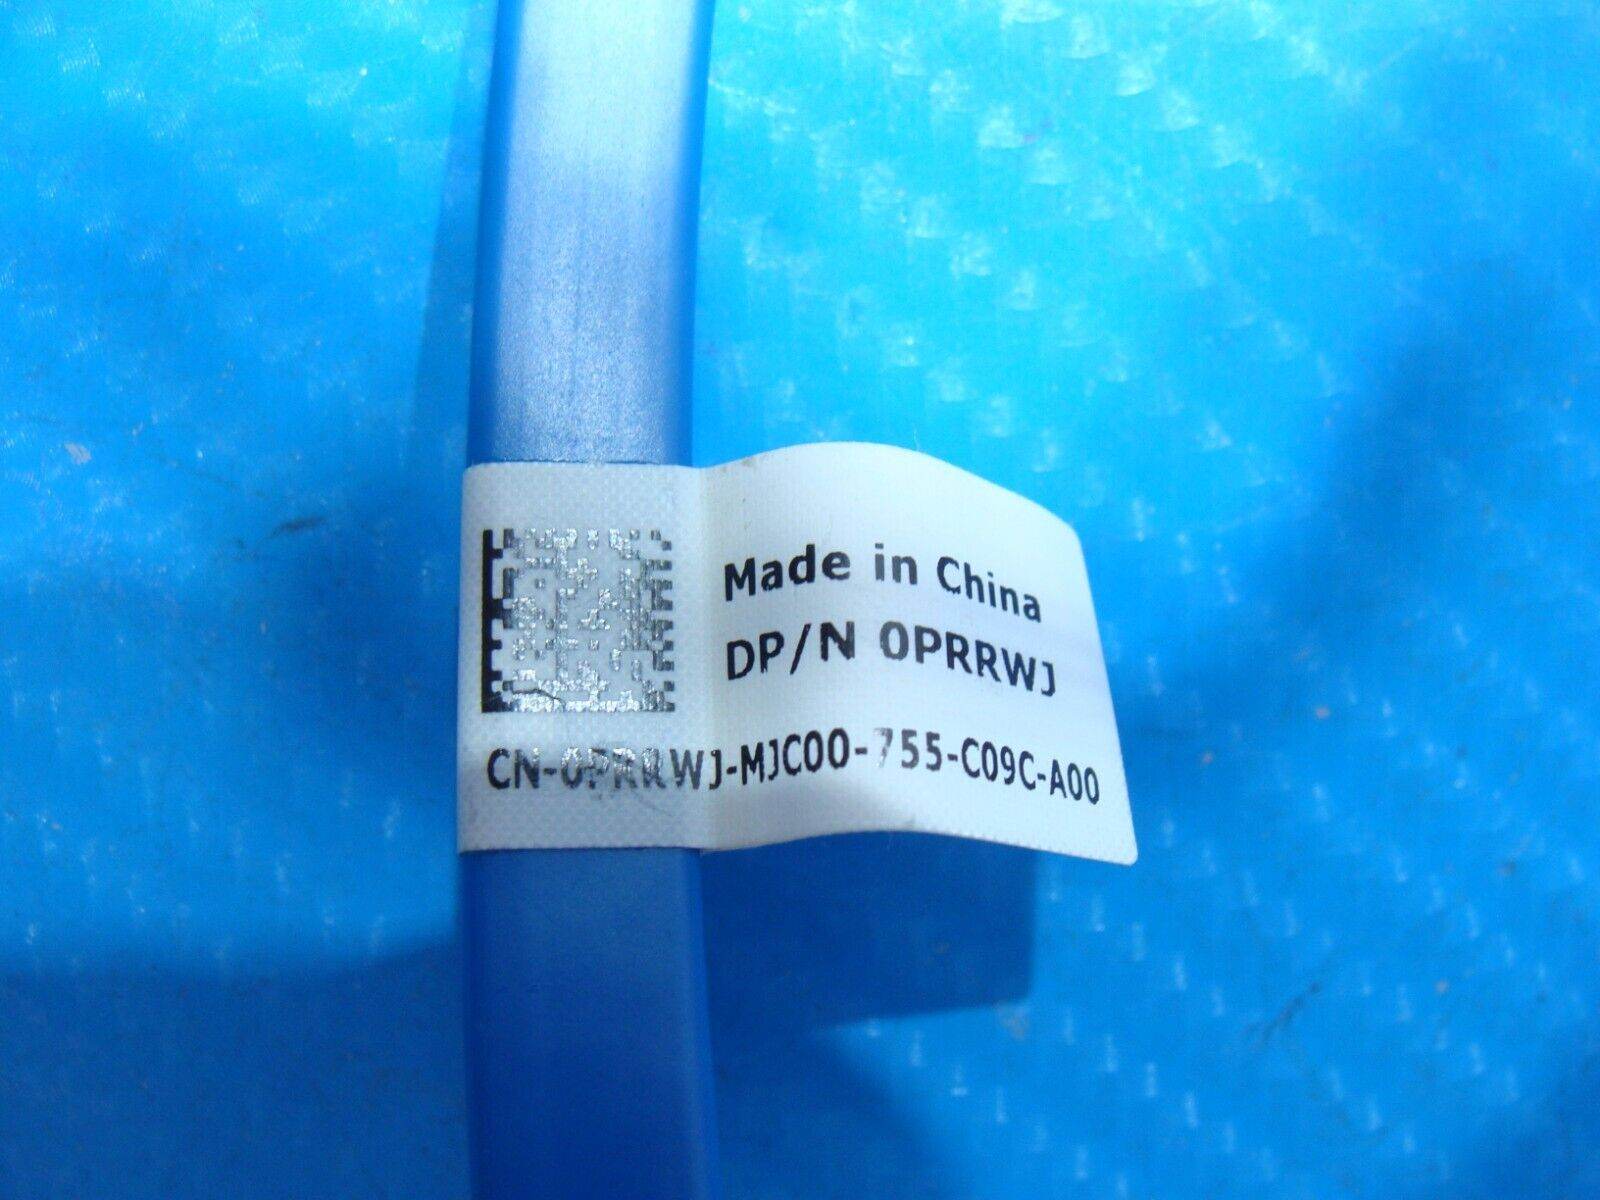 Made in China
DP/N 0PRRWJ
CN-0PRRWJ-MJC00-755-C09C-A00